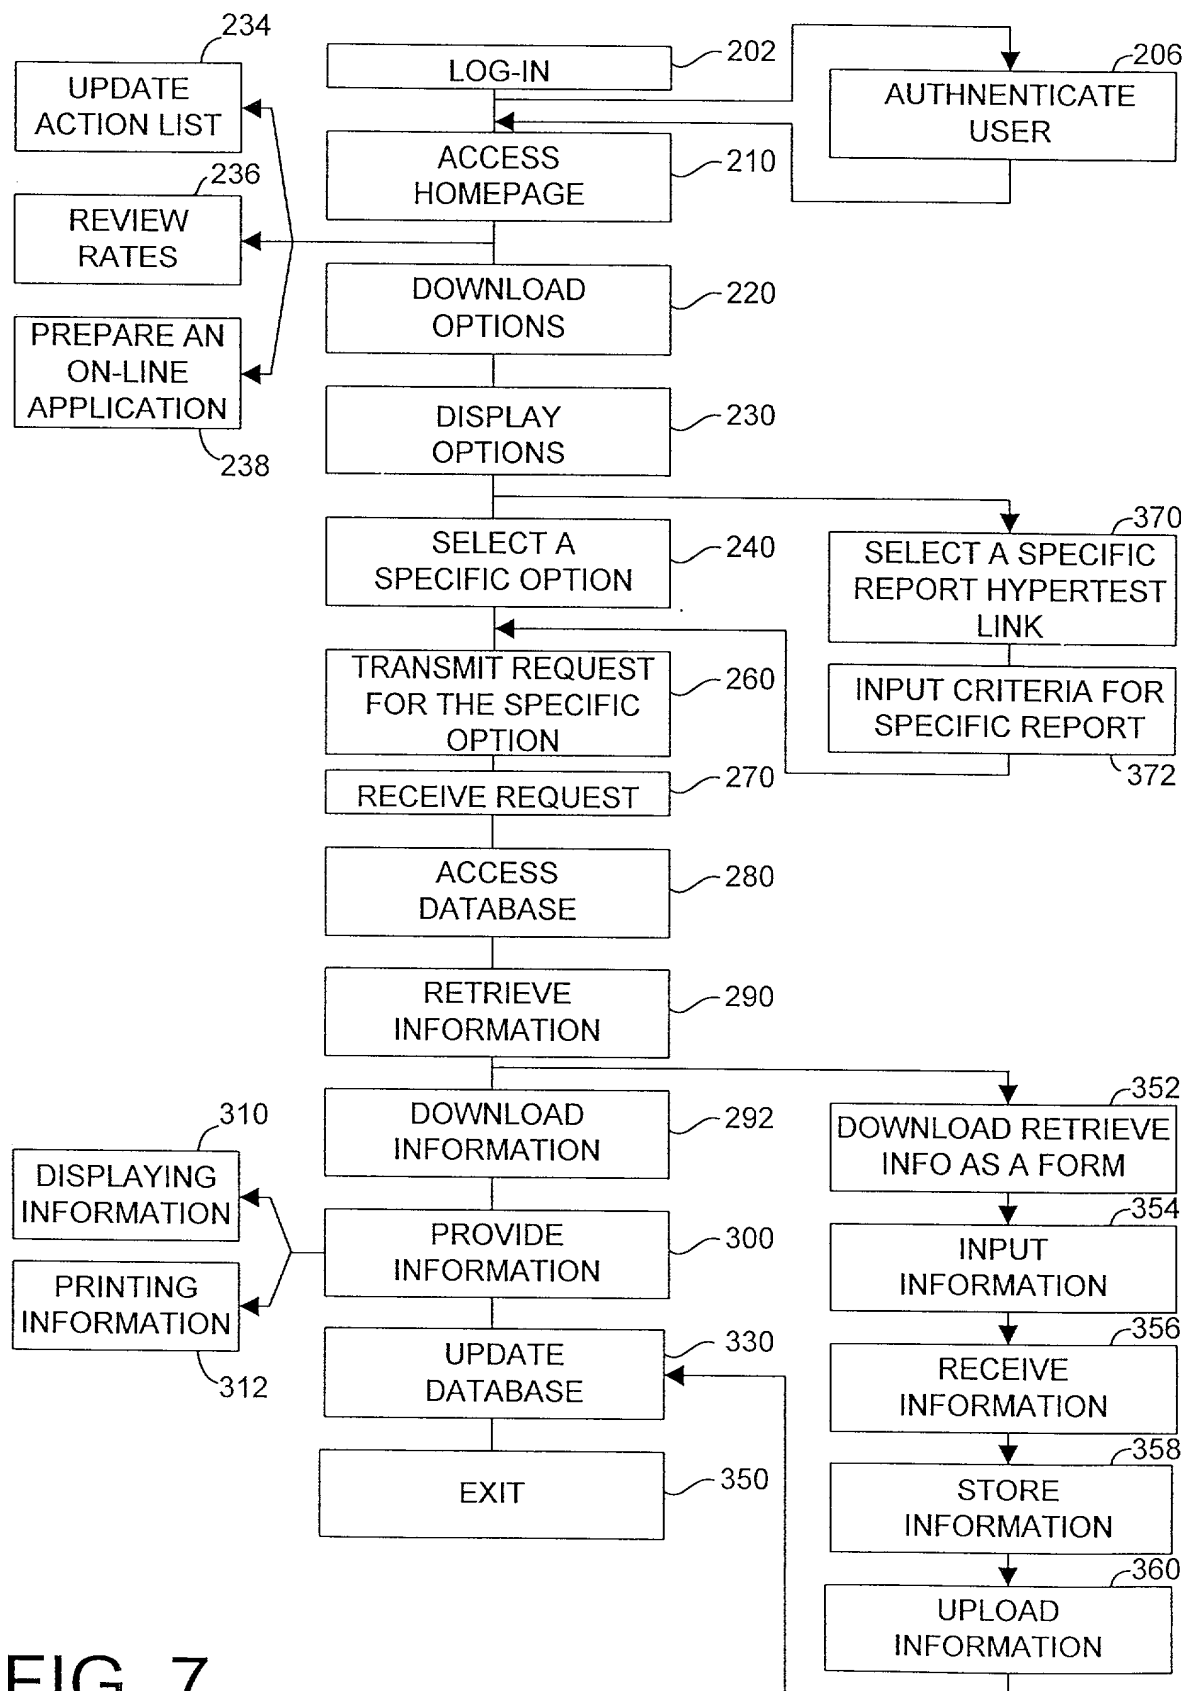 234
UPDATE
ACTION LIST
LOG-IN
202
206
AUTHNENTICATE
USER
ACCESS
HOMEPAGE
210
236
REVIEW
RATES
DOWNLOAD
OPTIONS
220
PREPARE AN
ON-LINE
APPLICATION
238
DISPLAY
OPTIONS
230
SELECT A
SPECIFIC OPTION
240
370
SELECT A SPECIFIC
REPORT HYPERTEST
LINK
TRANSMIT REQUEST
FOR THE SPECIFIC
OPTION
260
INPUT CRITERIA FOR
SPECIFIC REPORT
372
RECEIVE REQUEST
270
ACCESS
DATABASE
280
RETRIEVE
INFORMATION
290
DOWNLOAD
INFORMATION
292
352
DOWNLOAD RETRIEVE
INFO AS A FORM
310
DISPLAYING
INFORMATION
PROVIDE
INFORMATION
300
354
INPUT
INFORMATION
PRINTING
INFORMATION
312
UPDATE
DATABASE
330
356
RECEIVE
INFORMATION
EXIT
350
358
STORE
INFORMATION
360
UPLOAD
INFORMATION
FIG. 7